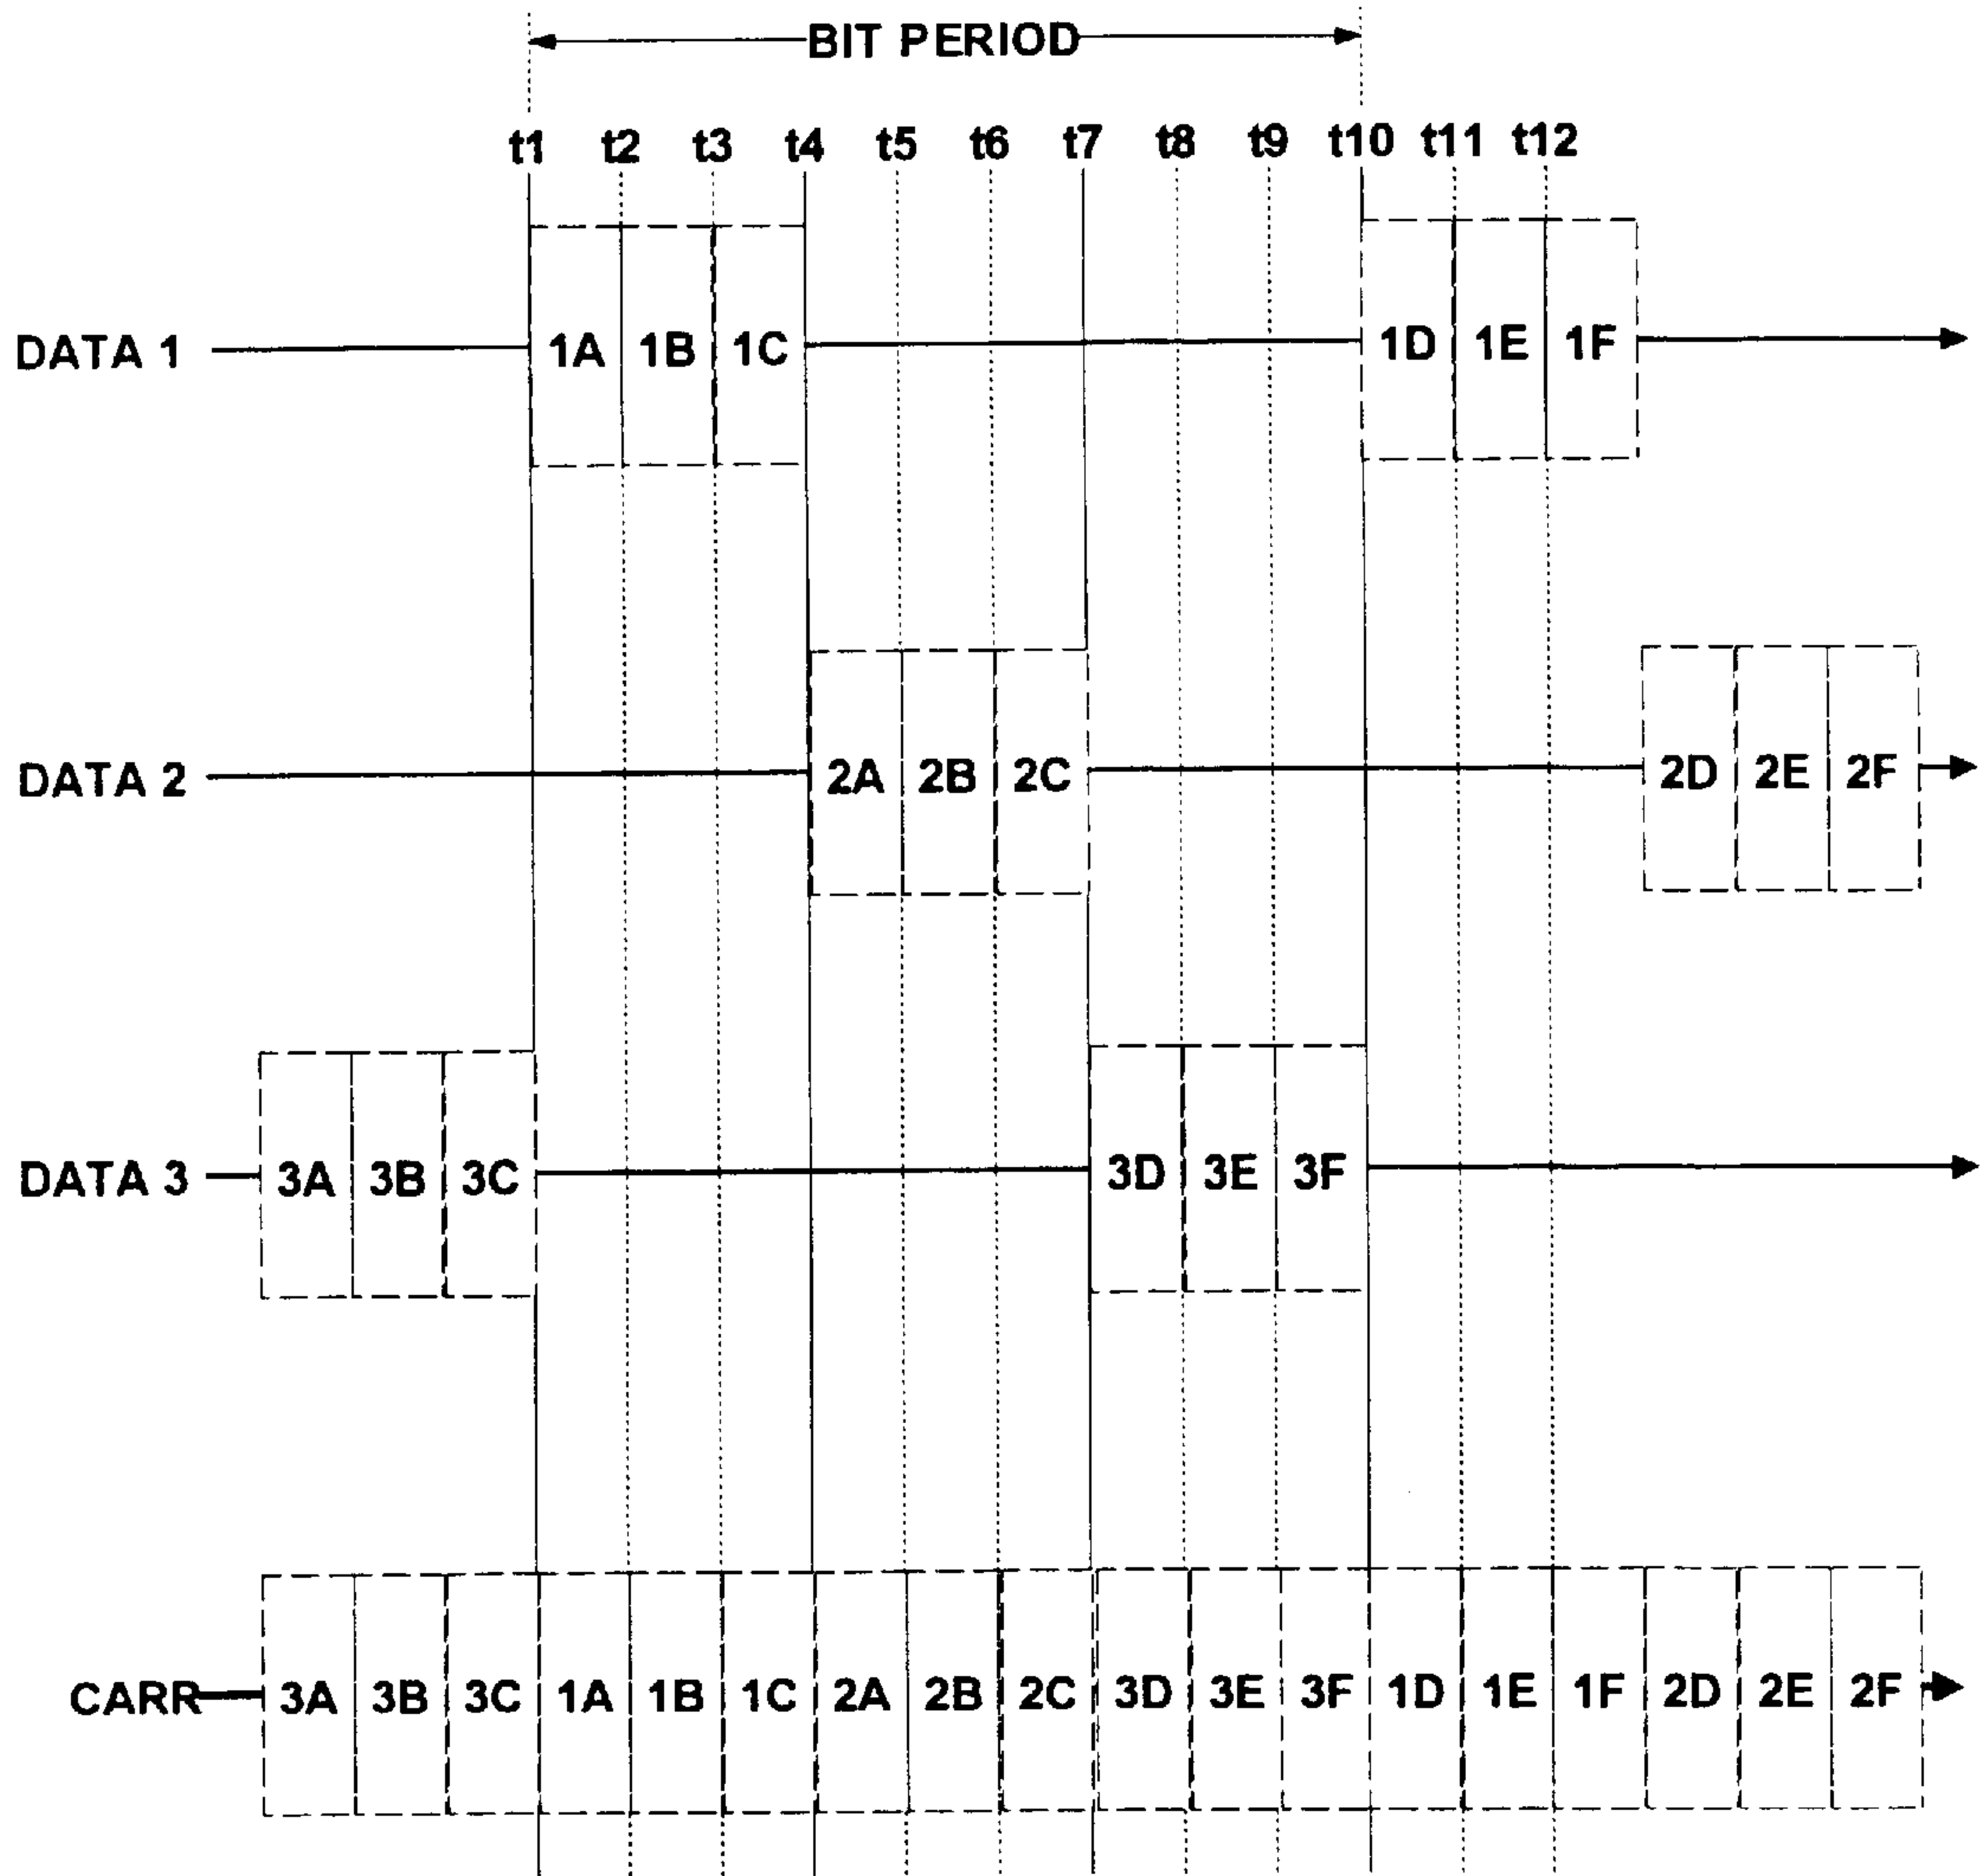 BIT PERIOD
t1 t2 t3 t4 t5 t6 t7 t8 t9 t10 t11 t12
DATA 1 1A 1B 1C 1D 1E 1F
DATA 2 2A 2B 2C 2D 2E 2F
DATA 3 3A 3B 3C 3D 3E 3F
CARR 3A 3B 3C 1A 1B 1C 2A 2B 2C 3D 3E 3F 1D 1E 1F 2D 2E 2F